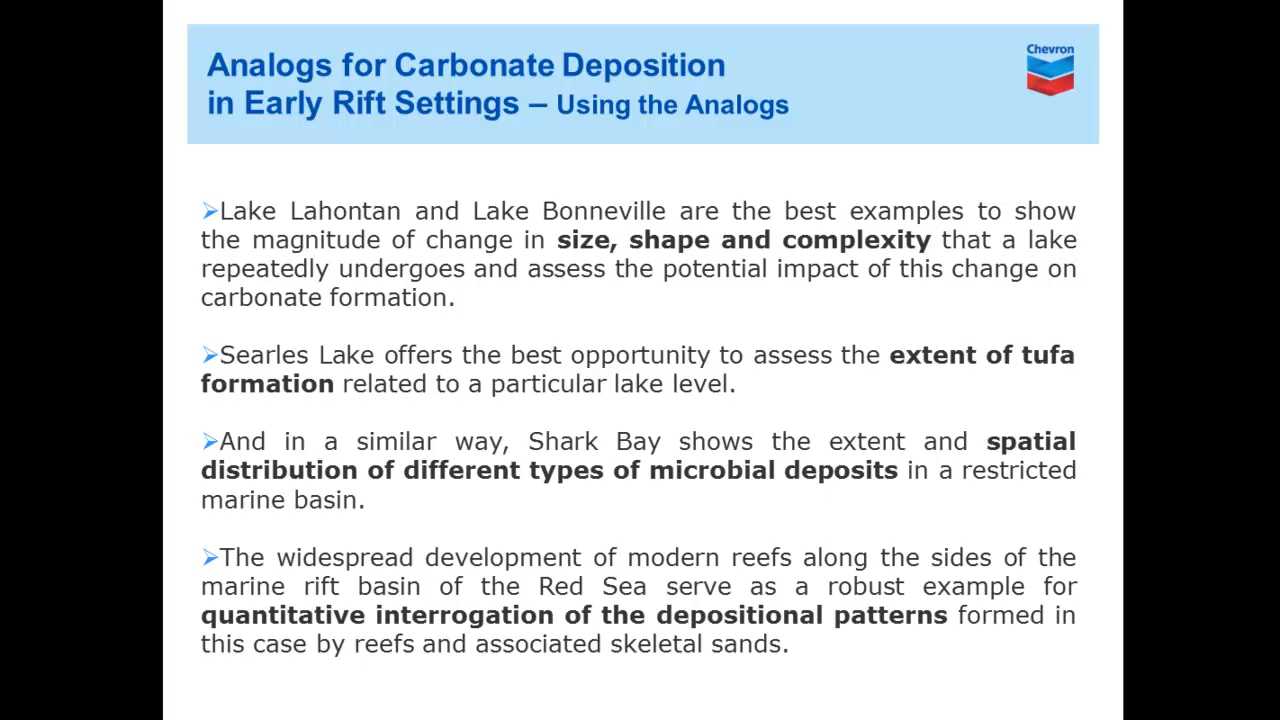 Analogs for Carbonate Deposition
in Early Rift Settings – Using the Analogs
Chevron
➢Lake Lahontan and Lake Bonneville are the best examples to show
the magnitude of change in size, shape and complexity that a lake
repeatedly undergoes and assess the potential impact of this change on
carbonate formation.
➢Searles Lake offers the best opportunity to assess the extent of tufa
formation related to a particular lake level.
➢And in a similar way, Shark Bay shows the extent and spatial
distribution of different types of microbial deposits in a restricted
marine basin.
➢The widespread development of modern reefs along the sides of the
marine rift basin of the Red Sea serve as a robust example for
quantitative interrogation of the depositional patterns formed in
this case by reefs and associated skeletal sands.